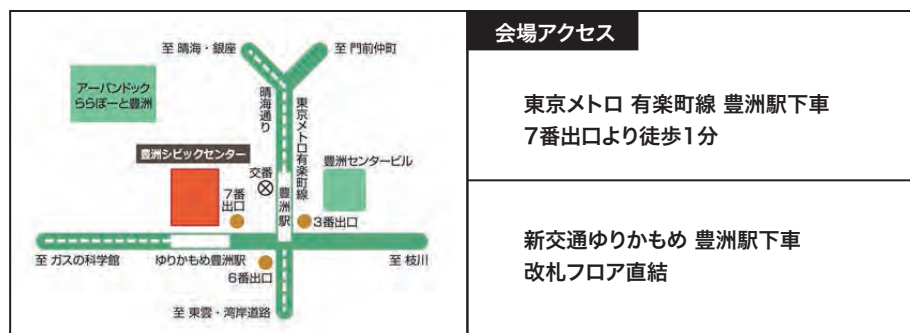 至 晴海・銀座
至 門前仲町
アーバンドック
ららぽーと豊洲
晴海通り
東京メトロ有楽町線
豊洲シビックセンター
交番
豊洲センタービル
7番
出口
豊洲駅
3番出口
至 ガスの科学館
ゆりかもめ豊洲駅
至 枝川
6番出口
至 東雲・湾岸道路
会場アクセス
東京メトロ 有楽町線 豊洲駅下車
7番出口より徒歩1分
新交通ゆりかもめ 豊洲駅下車
改札フロア直結